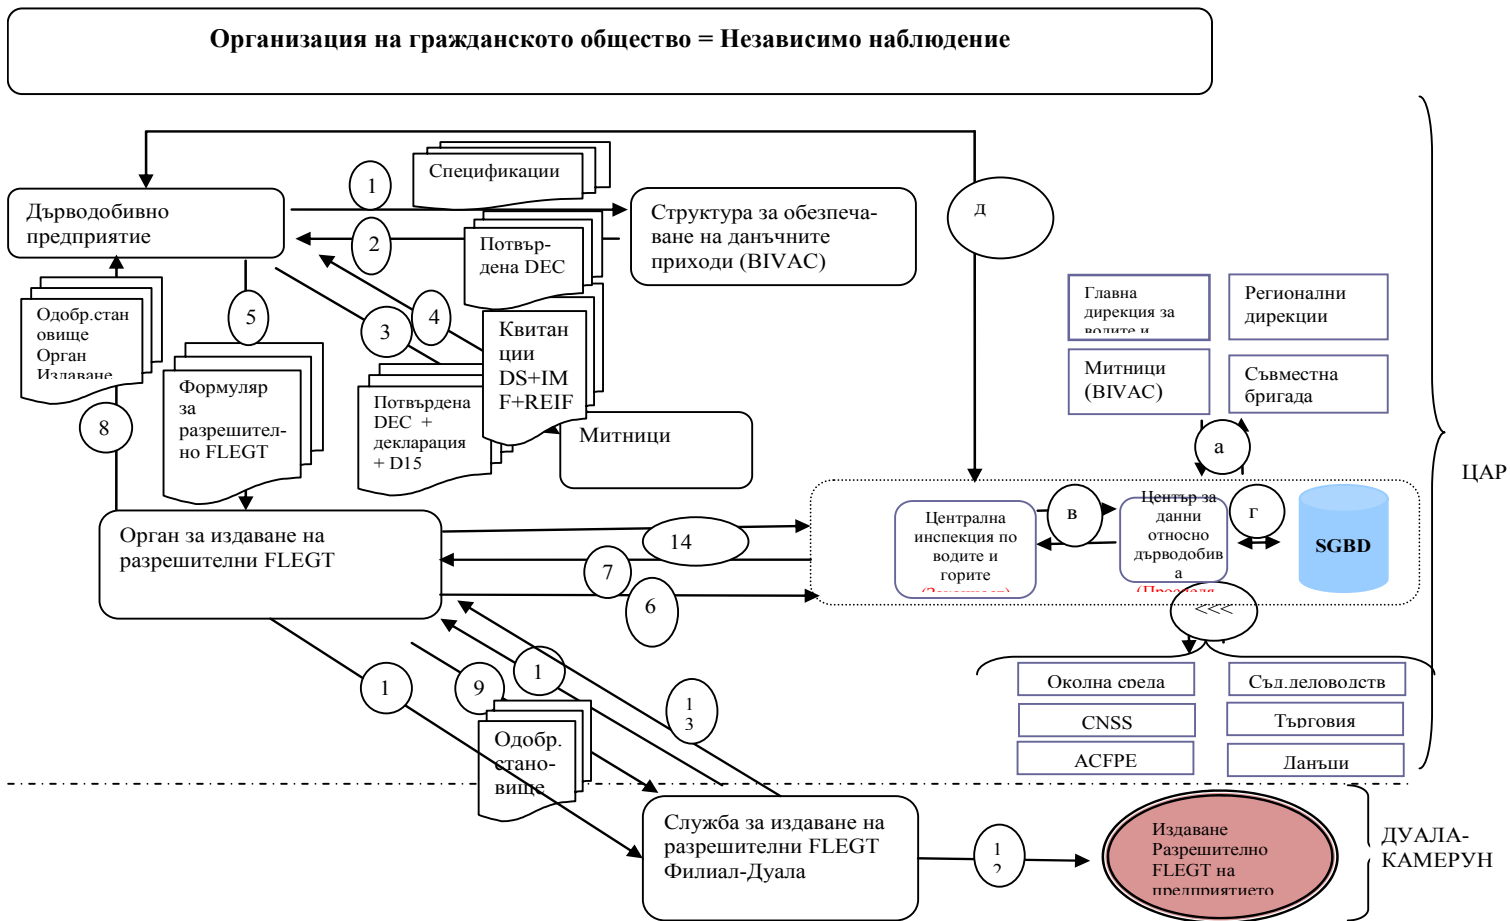 Организация на гражданското общество = Независимо наблюдение
Спецификации
1
д
Дърводобивно
предприятие
Структура за обезпеча-
ване на данъчните
приходи (BIVAC)
2
Потвър-
дена DEC
Главна
дирекция за
водите и
Регионални
дирекции
Одобр.стан
овище
Орган
Издаване
5
3
4
Квитан
ции
DS+IM
F+REIF
Митници
(BIVAC)
Съвместна
бригада
Формуляр
за
разрешител-
но FLEGT
Потвърдена
DEC +
декларация
+ D15
8
Митници
а
ЦАР
Орган за издаване на
разрешителни FLEGT
14
7
6
Централна
инспекция по
водите и
горите
в
Център за
данни
относно
дърводобив
а
г
SGBD
<<<
1
9
1
1
3
Одобр.
стано-
вище
Околна среда
Съд.деловодств
CNSS
Търговия
ACFPE
Данъци
Служба за издаване на
разрешителни FLEGT
Филиал-Дуала
1
2
Издаване
Разрешително
FLEGT на
предприятието
ДУАЛА-
КАМЕРУН